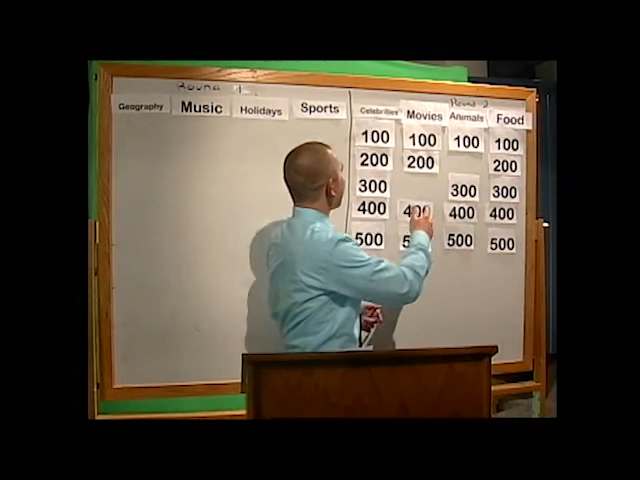 Round 1
Geography Music Holidays Sports
Round 2
Celebrities Movies Animals Food
100 100 100 100
200 200 200
300 300 300
400 400 400 400
500 500 500